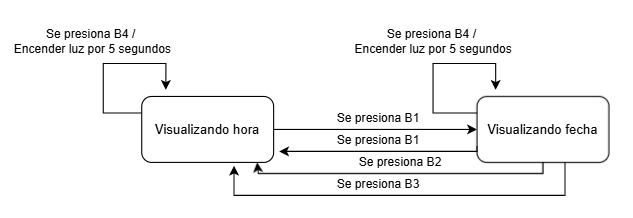 Se presiona B4 /
Encender luz por 5 segundos
Se presiona B4 /
Encender luz por 5 segundos
Visualizando hora
Se presiona B1
Visualizando fecha
Se presiona B1
Se presiona B2
Se presiona B3